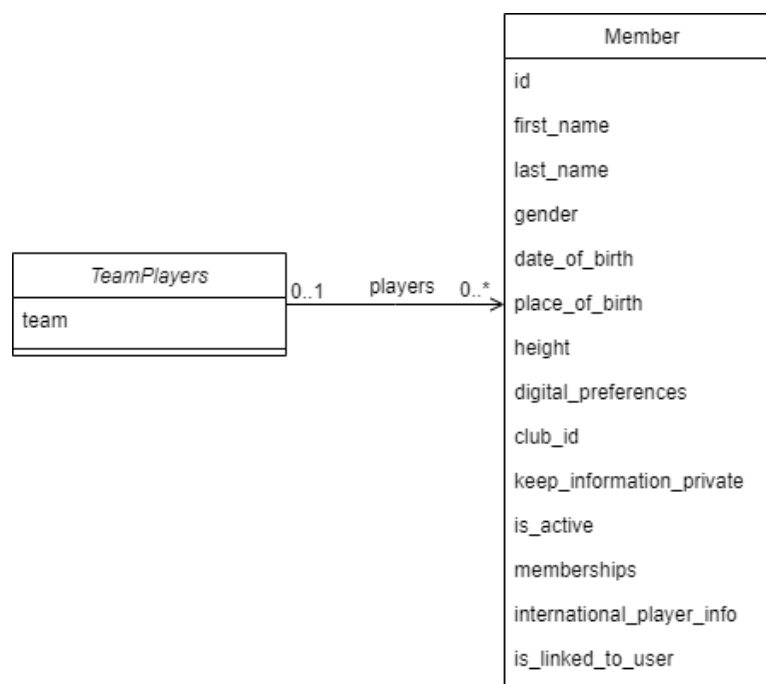 TeamPlayers
team
0..1
players
0..*
Member
id
first_name
last_name
gender
date_of_birth
place_of_birth
height
digital_preferences
club_id
keep_information_private
is_active
memberships
international_player_info
is_linked_to_user